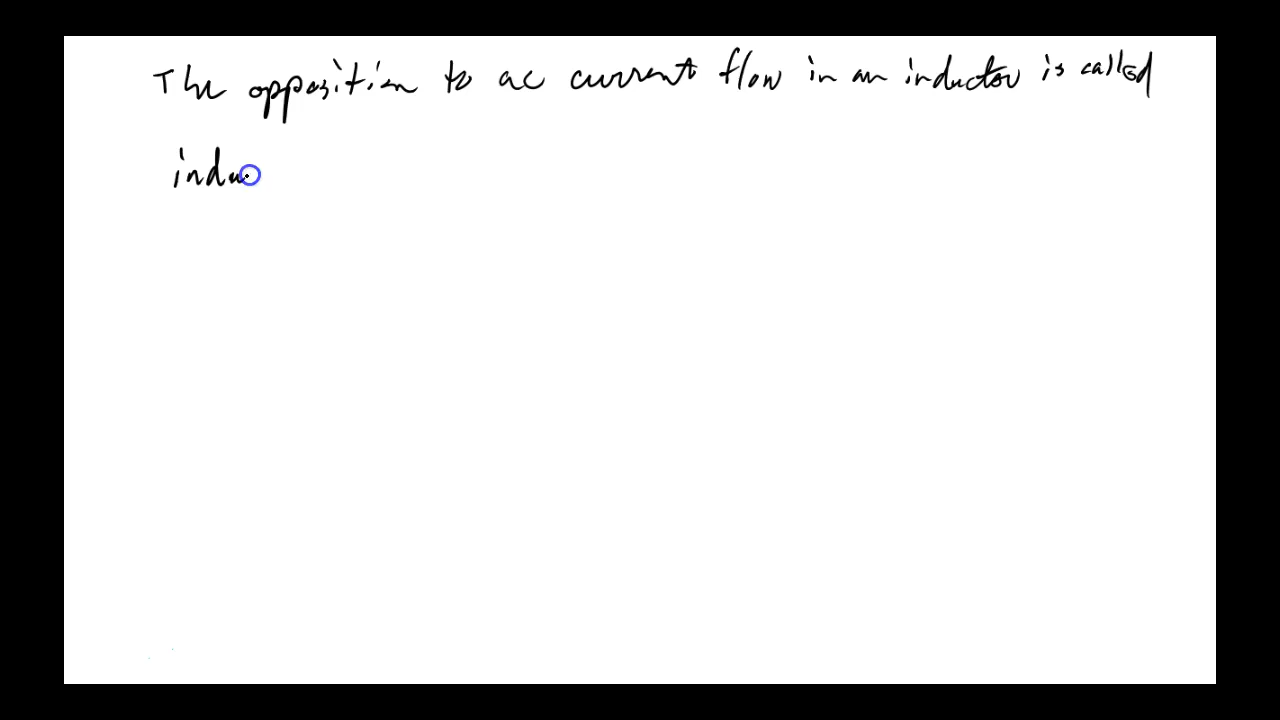 The opposition to ac current flow in an inductor is called
indu